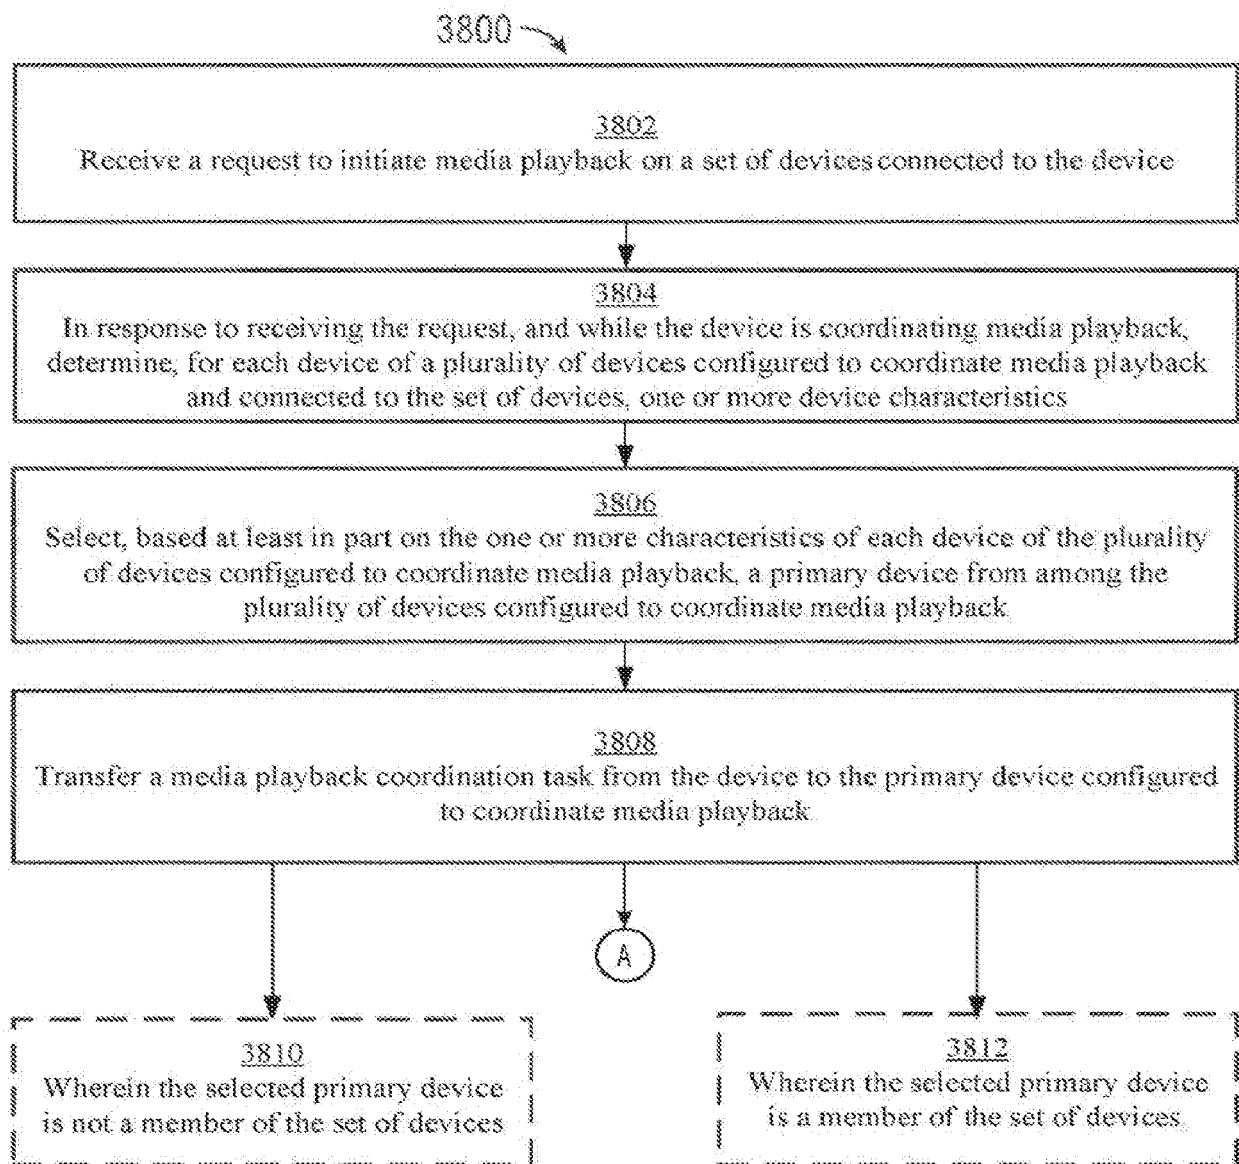 3800
3802
Receive a request to initiate media playback on a set of devices connected to the device
3804
In response to receiving the request, and while the device is coordinating media playback,
determine, for each device of a plurality of devices configured to coordinate media playback
and connected to the set of devices, one or more device characteristics
3806
Select, based at least in part on the one or more characteristics of each device of the plurality
of devices configured to coordinate media playback, a primary device from among the
plurality of devices configured to coordinate media playback
3808
Transfer a media playback coordination task from the device to the primary device configured
to coordinate media playback
A
3810
Wherein the selected primary device
is not a member of the set of devices
3812
Wherein the selected primary device
is a member of the set of devices